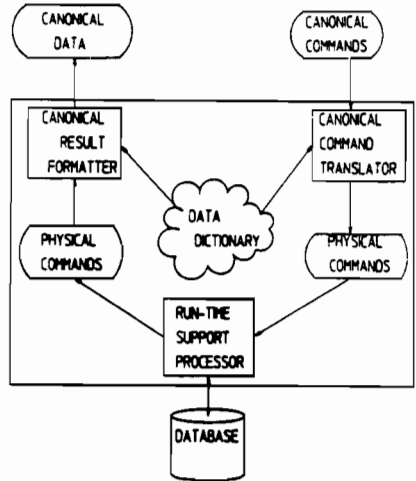 CANONICAL
DATA
CANONICAL
COMMANDS
CANONICAL
RESULT
FORMATTER
CANONICAL
COMMAND
TRANSLATOR
DATA
DICTIONARY
PHYSICAL
COMMANDS
PHYSICAL
COMMANDS
RUN-TIME
SUPPORT
PROCESSOR
DATABASE